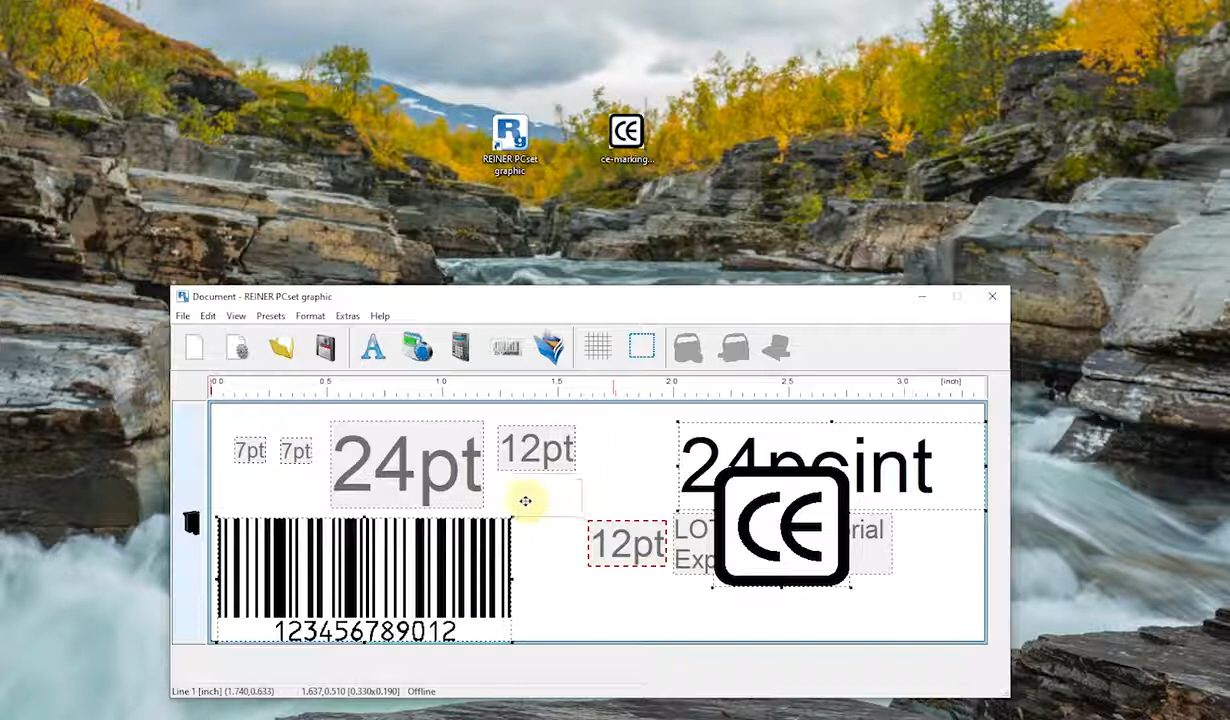 REINER PCset
graphic
ce-marking...
Document - REINER PCset graphic
File Edit View Presets Format Extras Help
0.0 0.5 1.0 1.5 2.0 2.5 3.0 [inch]
7pt 7pt 24pt 12pt 24point
12pt
LOT
rial
Exp
CE
123456789012
Line 1 [inch] (1.740,0.633) 1.637,0.510 [0.330x0.190] Offline